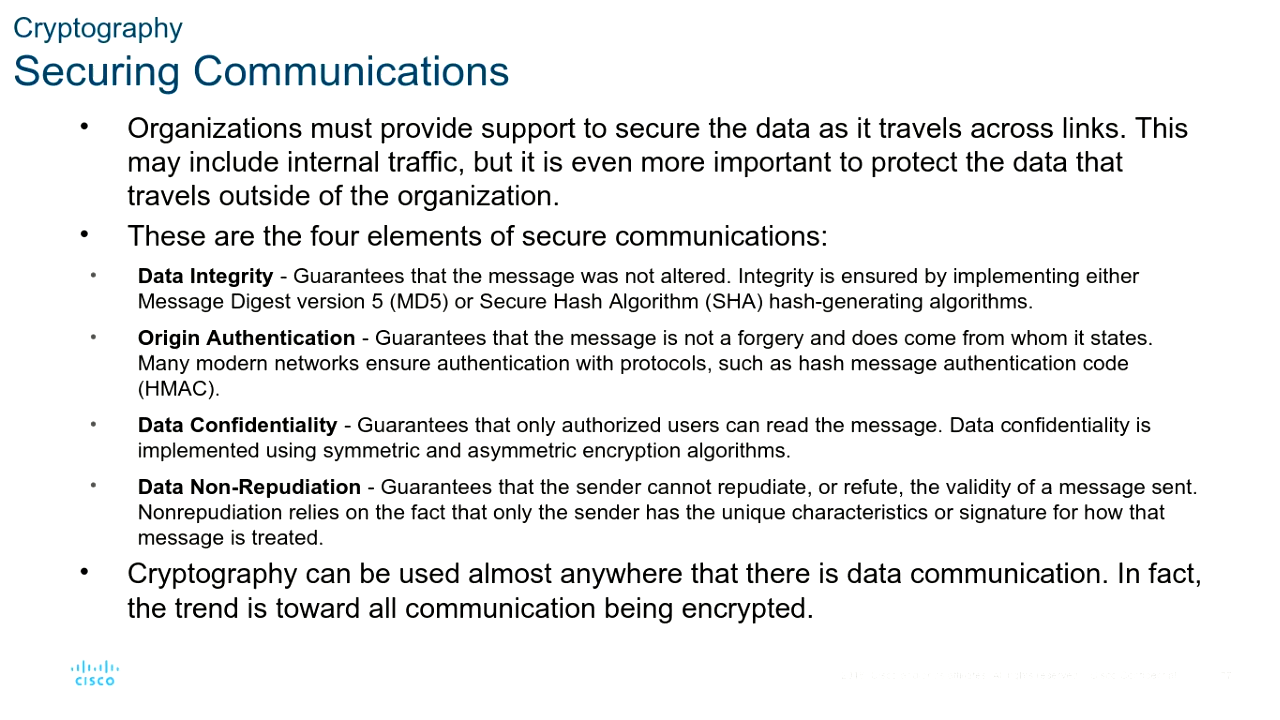 Cryptography
Securing Communications
• Organizations must provide support to secure the data as it travels across links. This
may include internal traffic, but it is even more important to protect the data that
travels outside of the organization.
• These are the four elements of secure communications:
• Data Integrity - Guarantees that the message was not altered. Integrity is ensured by implementing either
Message Digest version 5 (MD5) or Secure Hash Algorithm (SHA) hash-generating algorithms.
• Origin Authentication - Guarantees that the message is not a forgery and does come from whom it states.
Many modern networks ensure authentication with protocols, such as hash message authentication code
(HMAC).
• Data Confidentiality - Guarantees that only authorized users can read the message. Data confidentiality is
implemented using symmetric and asymmetric encryption algorithms.
• Data Non-Repudiation - Guarantees that the sender cannot repudiate, or refute, the validity of a message sent.
Nonrepudiation relies on the fact that only the sender has the unique characteristics or signature for how that
message is treated.
• Cryptography can be used almost anywhere that there is data communication. In fact,
the trend is toward all communication being encrypted.
CISCO